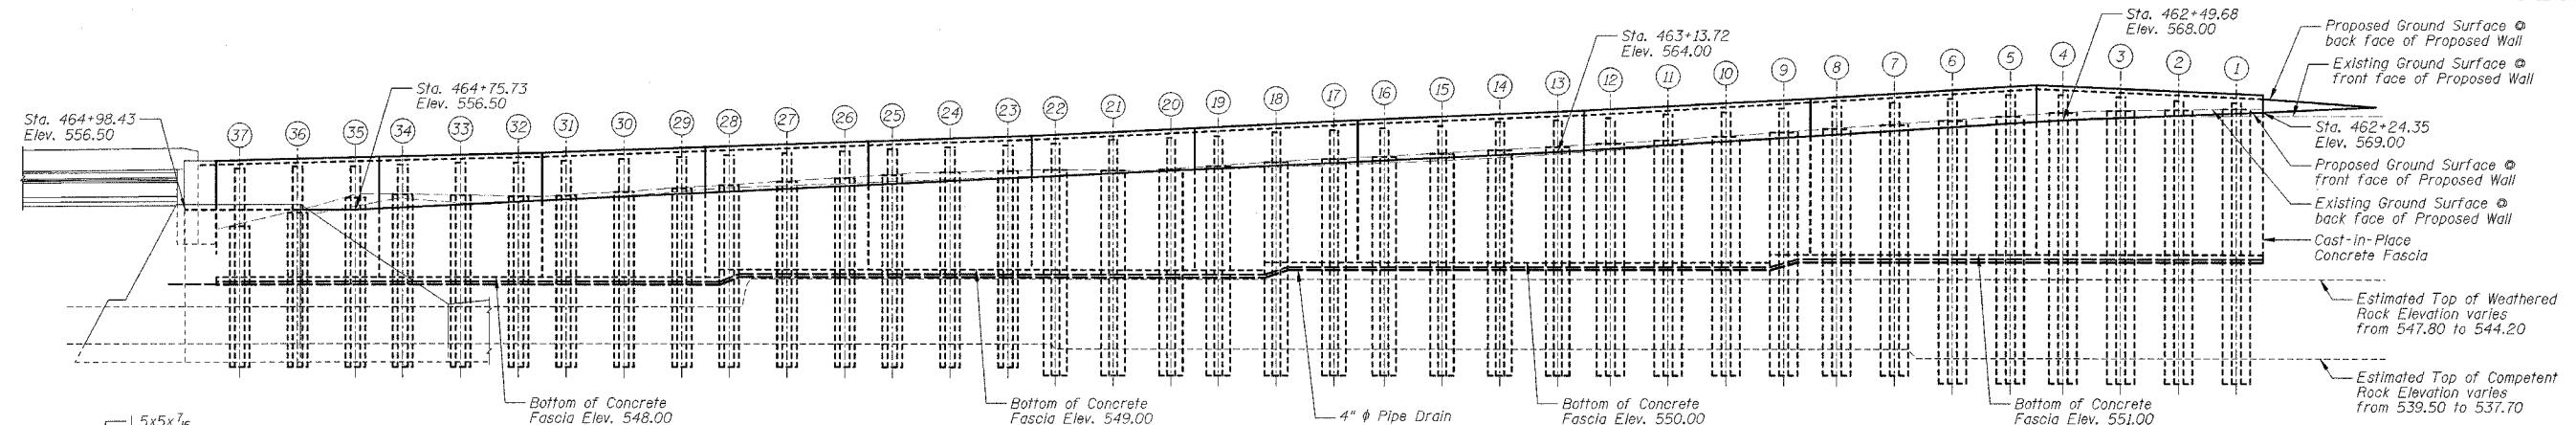 Sta. 462+49.68
Elev. 568.00
Proposed Ground Surface @
back face of Proposed Wall
Sta. 463+13.72
Elev. 564.00
Existing Ground Surface @
front face of Proposed Wall
Sta. 464+75.73
Elev. 556.50
Sta. 464+98.43
Elev. 556.50
37 36 35 34 33 32 31 30 29 28 27 26 25 24 23 22 21 20 19 18 17 16 15 14 13 12 11 10 9 8 7 6 5 4 3 2 1
Sta. 462+24.35
Elev. 569.00
Proposed Ground Surface @
front face of Proposed Wall
Existing Ground Surface @
back face of Proposed Wall
Cast-in-Place
Concrete Fascia
Estimated Top of Weathered
Rock Elevation varies
from 547.80 to 544.20
Estimated Top of Competent
Rock Elevation varies
from 539.50 to 537.70
Bottom of Concrete
Fascia Elev. 548.00
Bottom of Concrete
Fascia Elev. 549.00
4" φ Pipe Drain
Bottom of Concrete
Fascia Elev. 550.00
Bottom of Concrete
Fascia Elev. 551.00